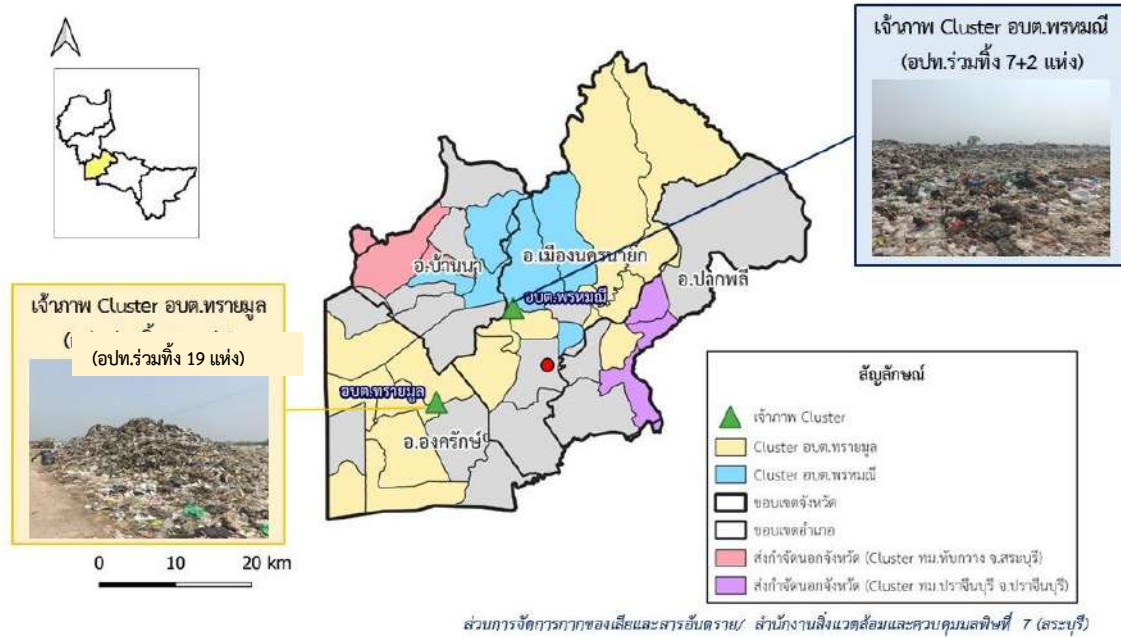 เจ้าภาพ Cluster อบต.พรหมณี
(อปท.ร่วมทิ้ง 7+2 แห่ง)
อ.บ้านนา
อ.เมืองนครนายก
อ.ปากพลี
อบต.พรหมณี
เจ้าภาพ Cluster อบต.ทรายมูล
(อปท.ร่วมทิ้ง 19 แห่ง)
อบต.ทรายมูล
อ.องครักษ์
0 10 20 km
สัญลักษณ์
เจ้าภาพ Cluster
Cluster อบต.ทรายมูล
Cluster อบต.พรหมณี
ขอบเขตจังหวัด
ขอบเขตอำเภอ
ส่งกำจัดนอกจังหวัด (Cluster ทม.ทับกวาง จ.สระบุรี)
ส่งกำจัดนอกจังหวัด (Cluster ทม.ปราจีนบุรี จ.ปราจีนบุรี)
ส่วนการจัดการกากของเสียและสารอันตราย/ สำนักงานสิ่งแวดล้อมและควบคุมมลพิษที่ 7 (สระบุรี)